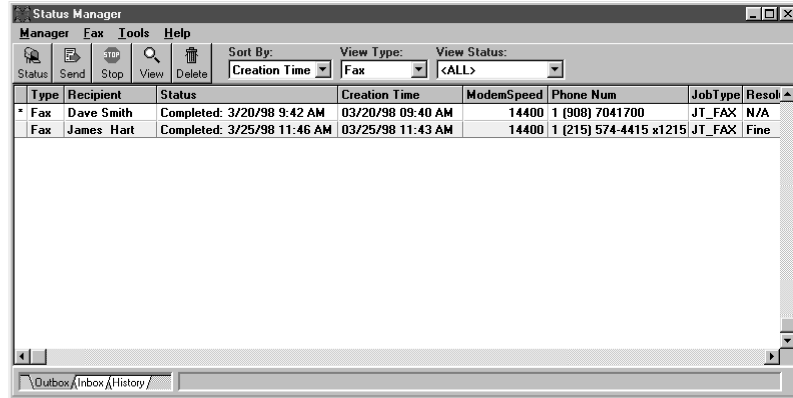 Status Manager
Manager Fax Tools Help
Status Send STOP Stop View Delete Sort By: Creation Time View Type: Fax View Status: <ALL>
Type Recipient Status Creation Time ModemSpeed Phone Num JobType Resolu
* Fax Dave Smith Completed: 3/20/98 9:42 AM 03/20/98 09:40 AM 14400 1 (908) 7041700 JT_FAX N/A
Fax James Hart Completed: 3/25/98 11:46 AM 03/25/98 11:43 AM 14400 1 (215) 574-4415 x1215 JT_FAX Fine
Outbox Inbox History